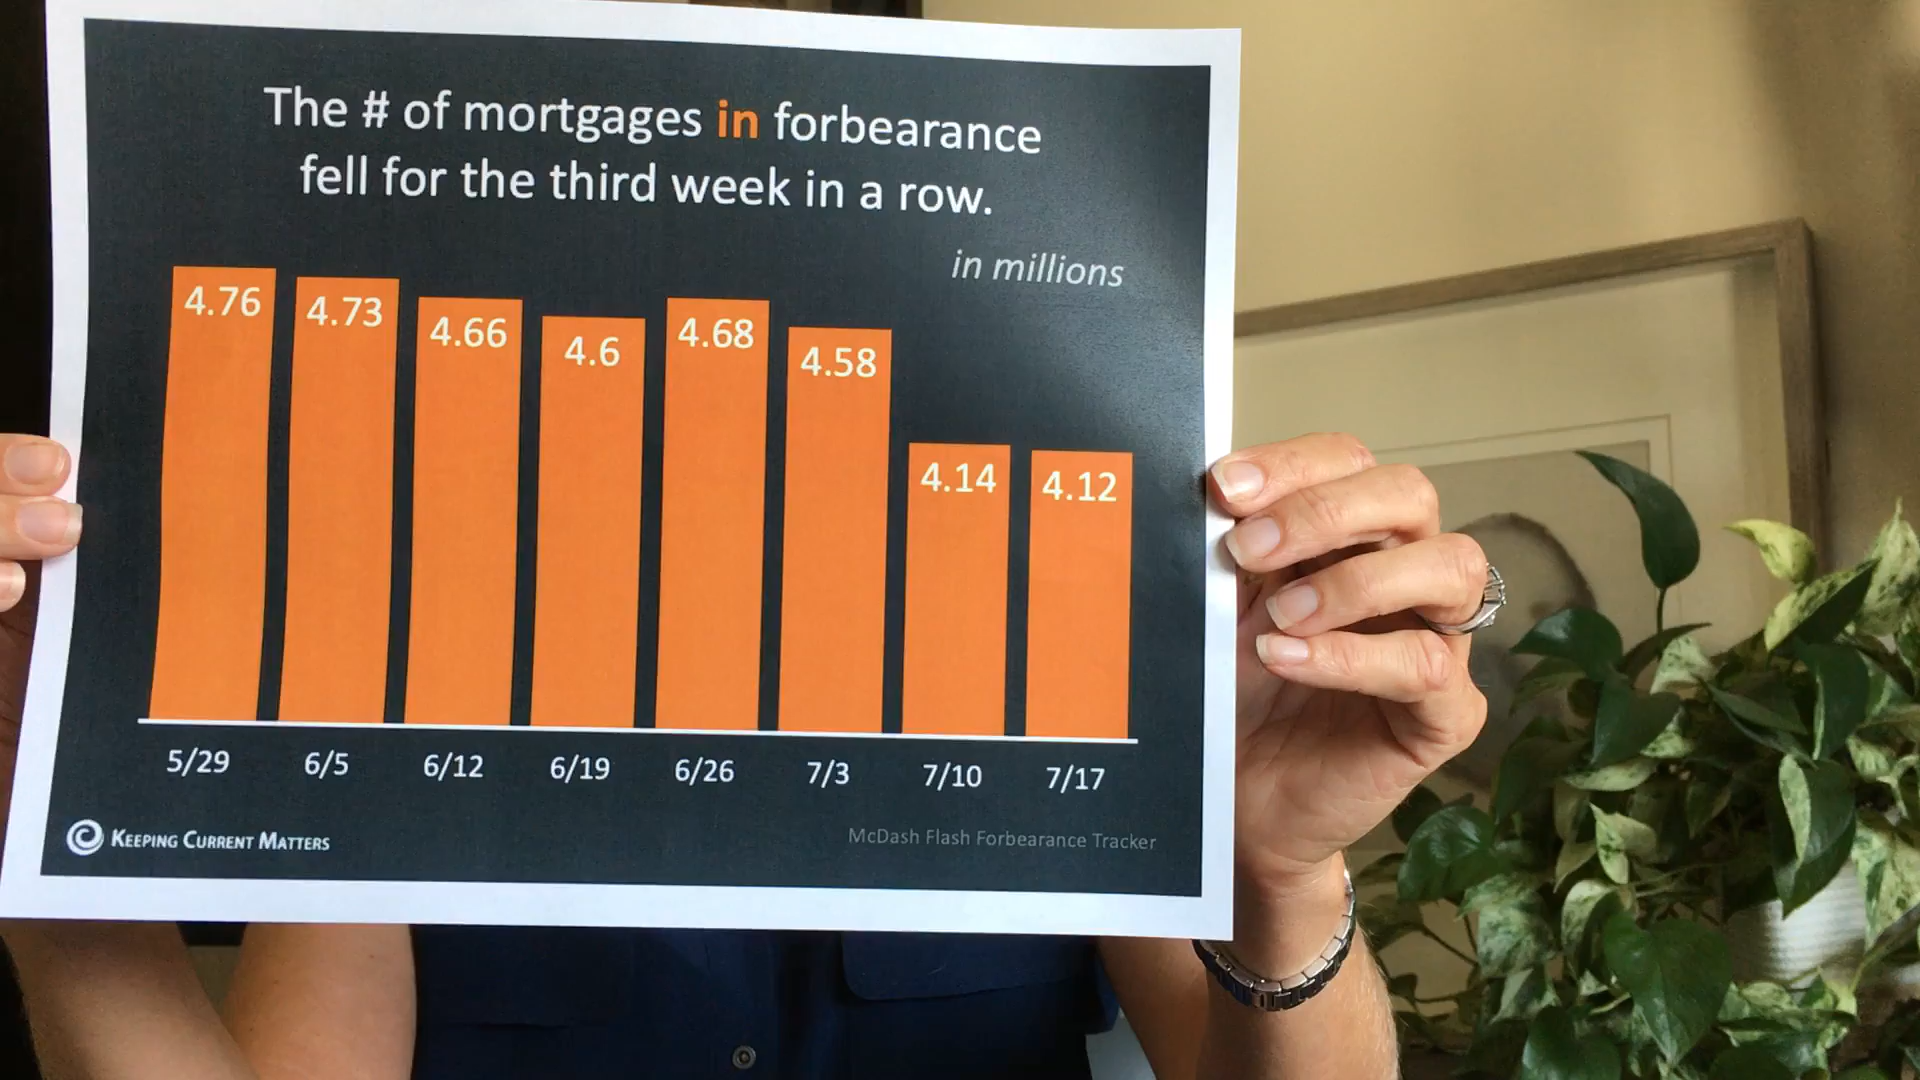 The # of mortgages in forbearance
fell for the third week in a row.
in millions
4.76 4.73 4.66 4.6 4.68 4.58 4.14 4.12
5/29 6/5 6/12 6/19 6/26 7/3 7/10 7/17
KEEPING CURRENT MATTERS
McDash Flash Forbearance Tracker